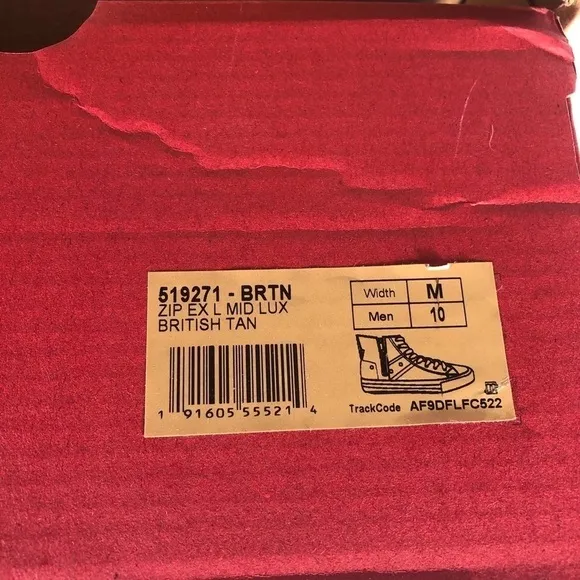 519271 - BRTN
ZIP EX L MID LUX
BRITISH TAN
Width M
Men 10
1 91605 55521 4
TrackCode AF9DFLFC522